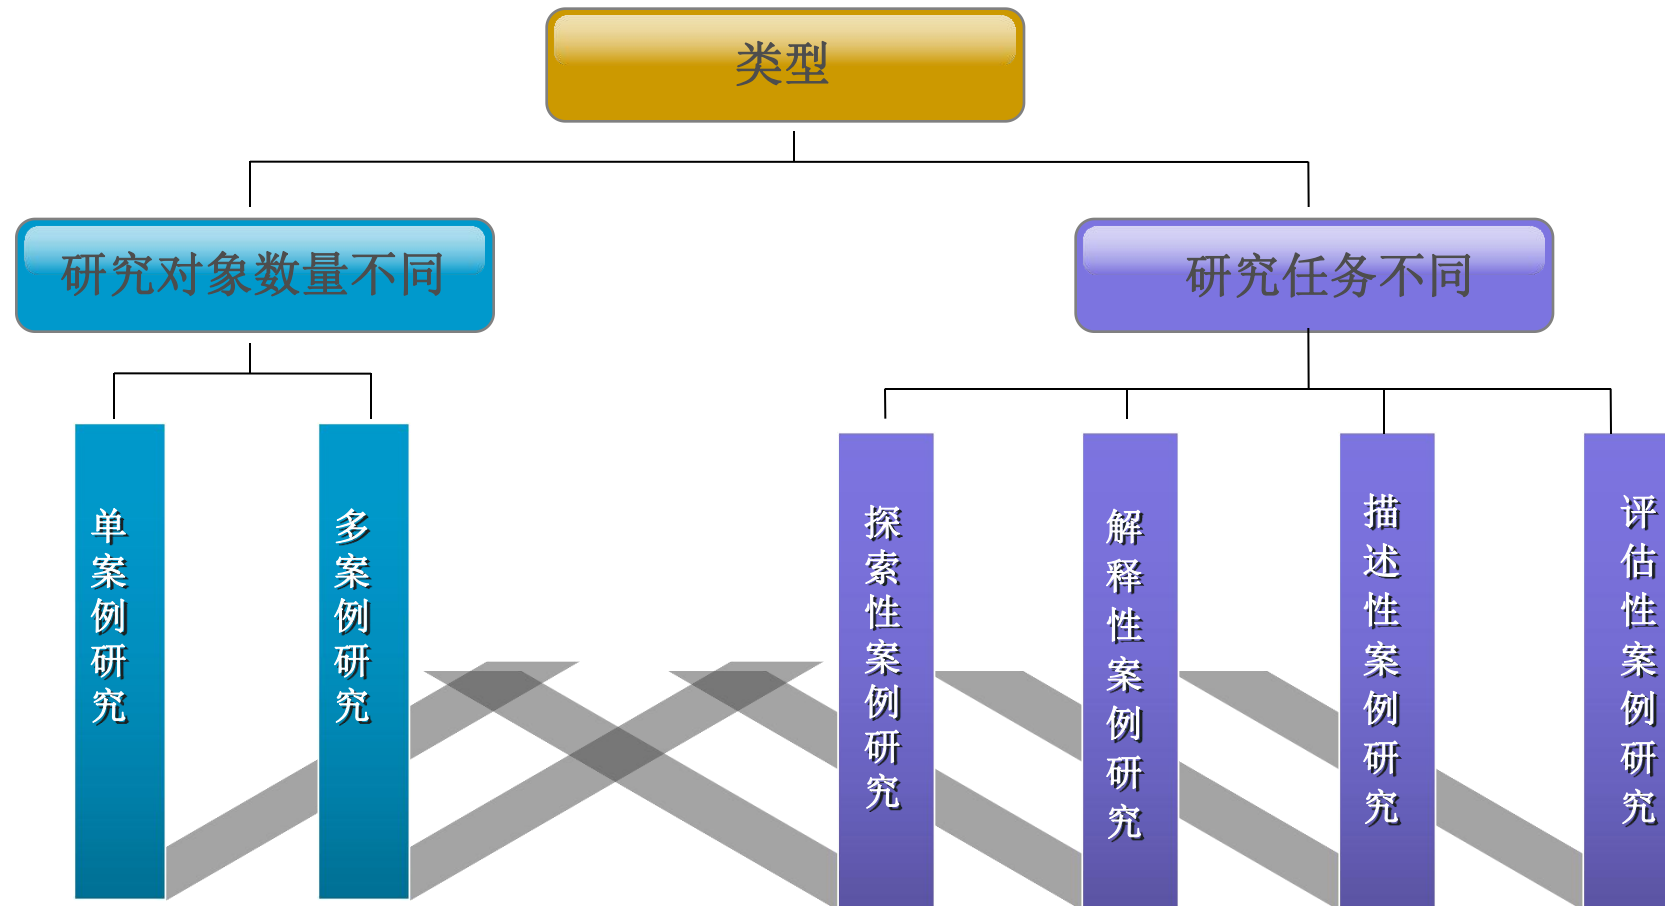 类型
研究对象数量不同
研究任务不同
单案例研究
多案例研究
探索性案例研究
解释性案例研究
描述性案例研究
评估性案例研究